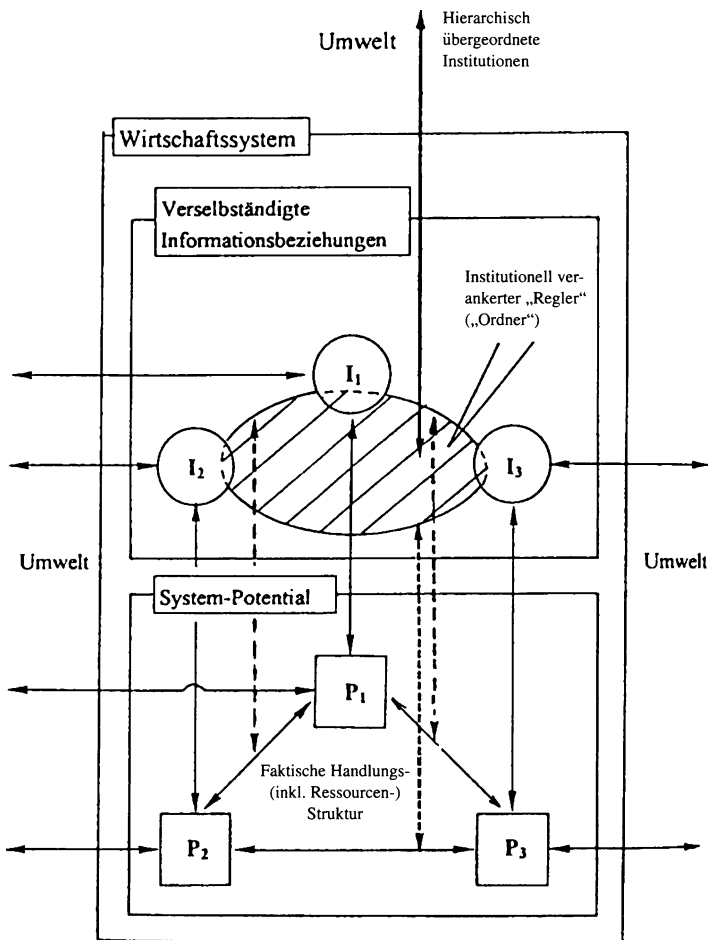 Umwelt
Hierarchisch
übergeordnete
Institutionen
Wirtschaftssystem
Verselbständigte
Informationsbeziehungen
Institutionell ver-
ankerter „Regler“
(„Ordner“)
I₁
I₂
I₃
Umwelt
Umwelt
System-Potential
P₁
Faktische Handlungs-
(inkl. Ressourcen-)
Struktur
P₂
P₃